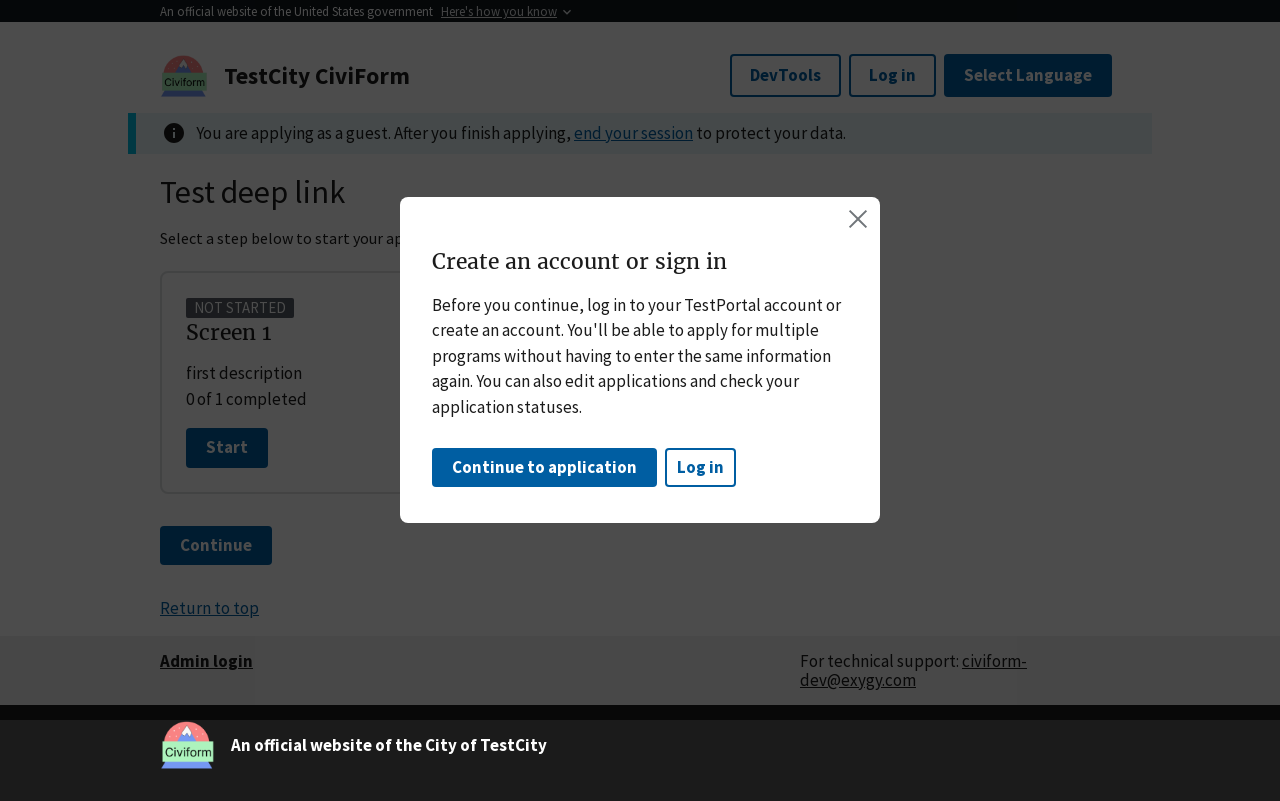 An official website of the United States government Here's how you know
Civiform
TestCity CiviForm
DevTools
Log in
Select Language
You are applying as a guest. After you finish applying, end your session to protect your data.
Test deep link
Select a step below to start your ap
NOT STARTED
Screen 1
first description
0 of 1 completed
Start
Continue
Return to top
Create an account or sign in
Before you continue, log in to your TestPortal account or
create an account. You'll be able to apply for multiple
programs without having to enter the same information
again. You can also edit applications and check your
application statuses.
Continue to application
Log in
Admin login
For technical support: civiform-
dev@exygy.com
Civiform
An official website of the City of TestCity